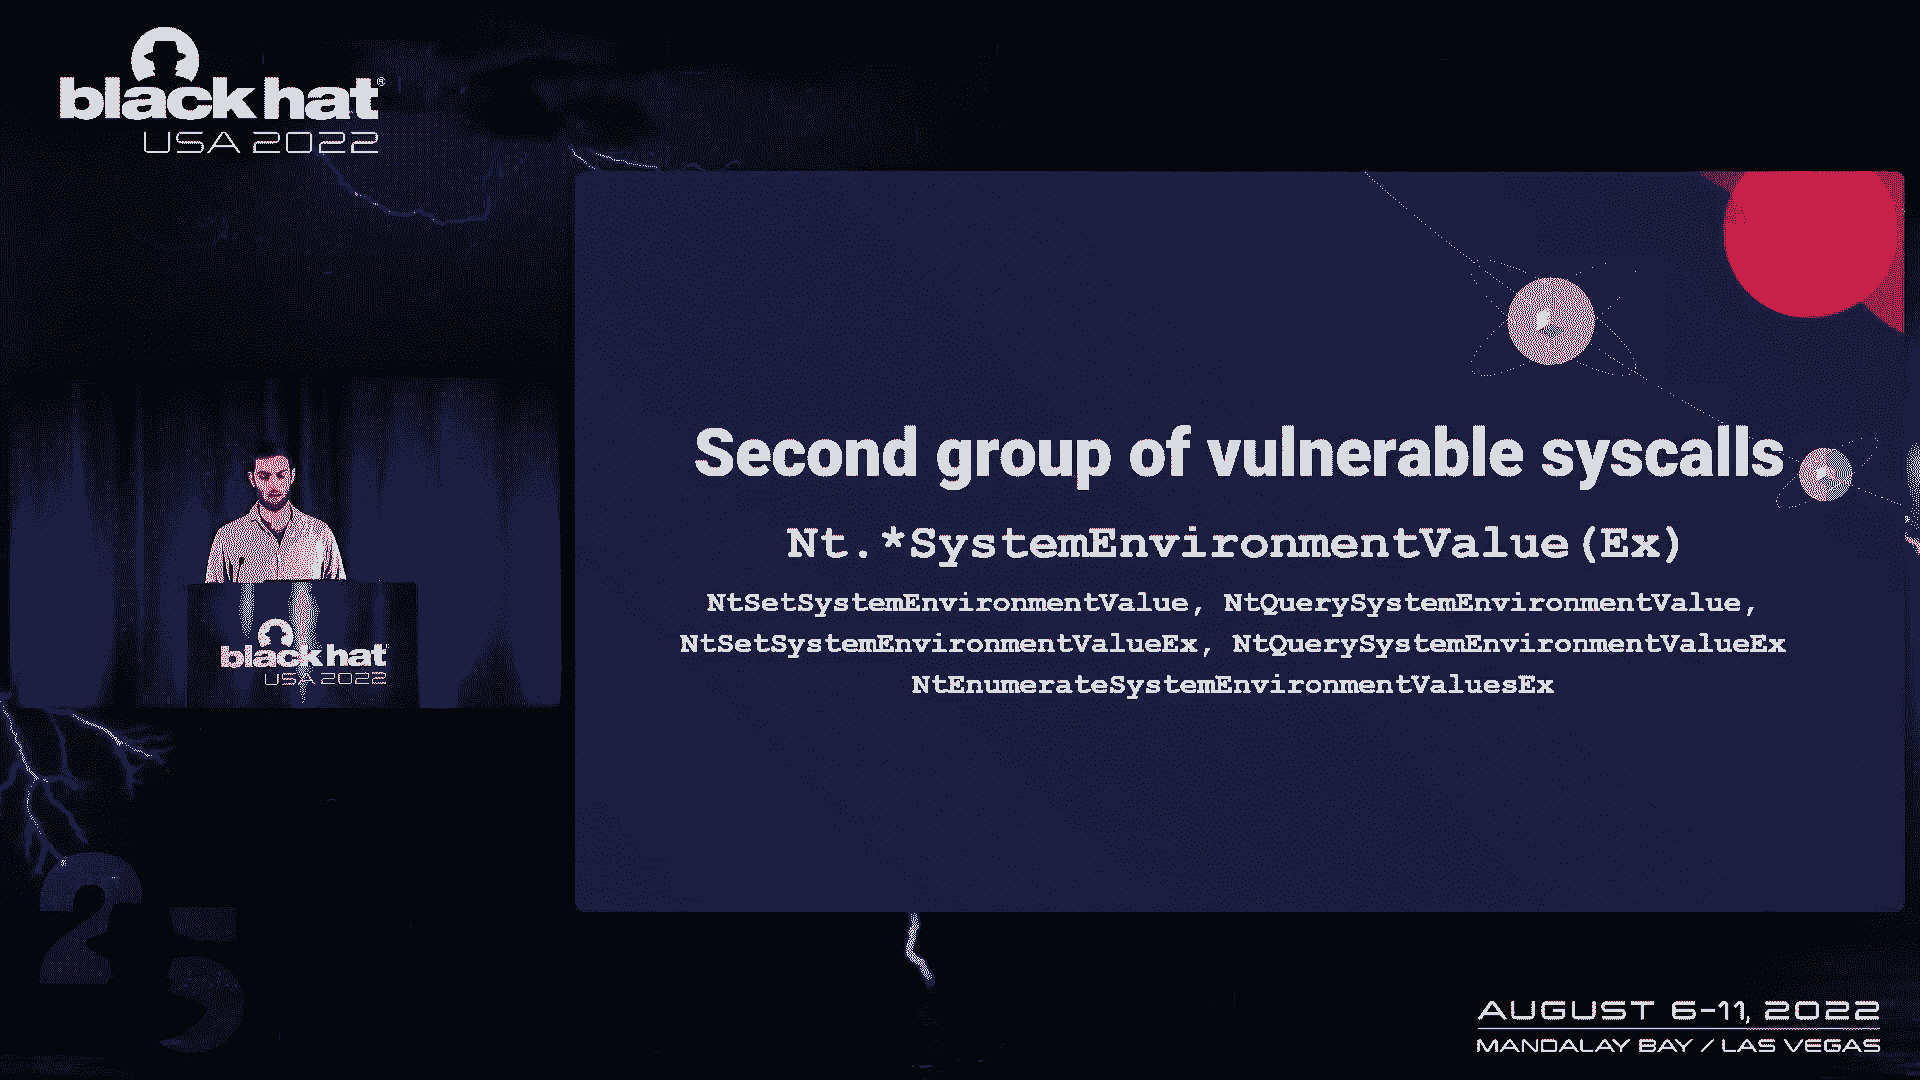 black hat®
USA 2022
Second group of vulnerable syscalls
Nt.*SystemEnvironmentValue(Ex)
NtSetSystemEnvironmentValue, NtQuerySystemEnvironmentValue,
NtSetSystemEnvironmentValueEx, NtQuerySystemEnvironmentValueEx
NtEnumerateSystemEnvironmentValuesEx
black hat
USA 2022
25
AUGUST 6-11, 2022
MANDALAY BAY / LAS VEGAS